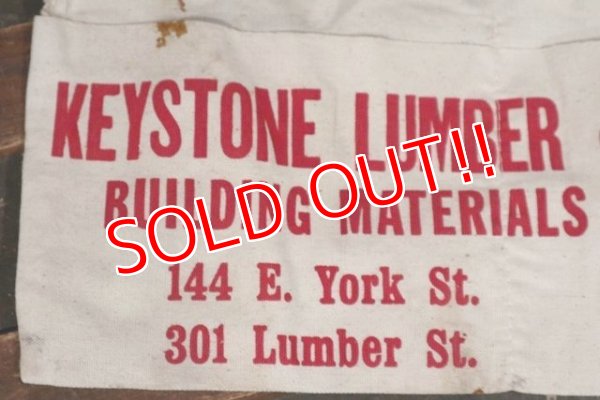 KEYSTONE LUMBER
BUILDING MATERIALS
SOLD OUT!!
144 E. York St.
301 Lumber St.